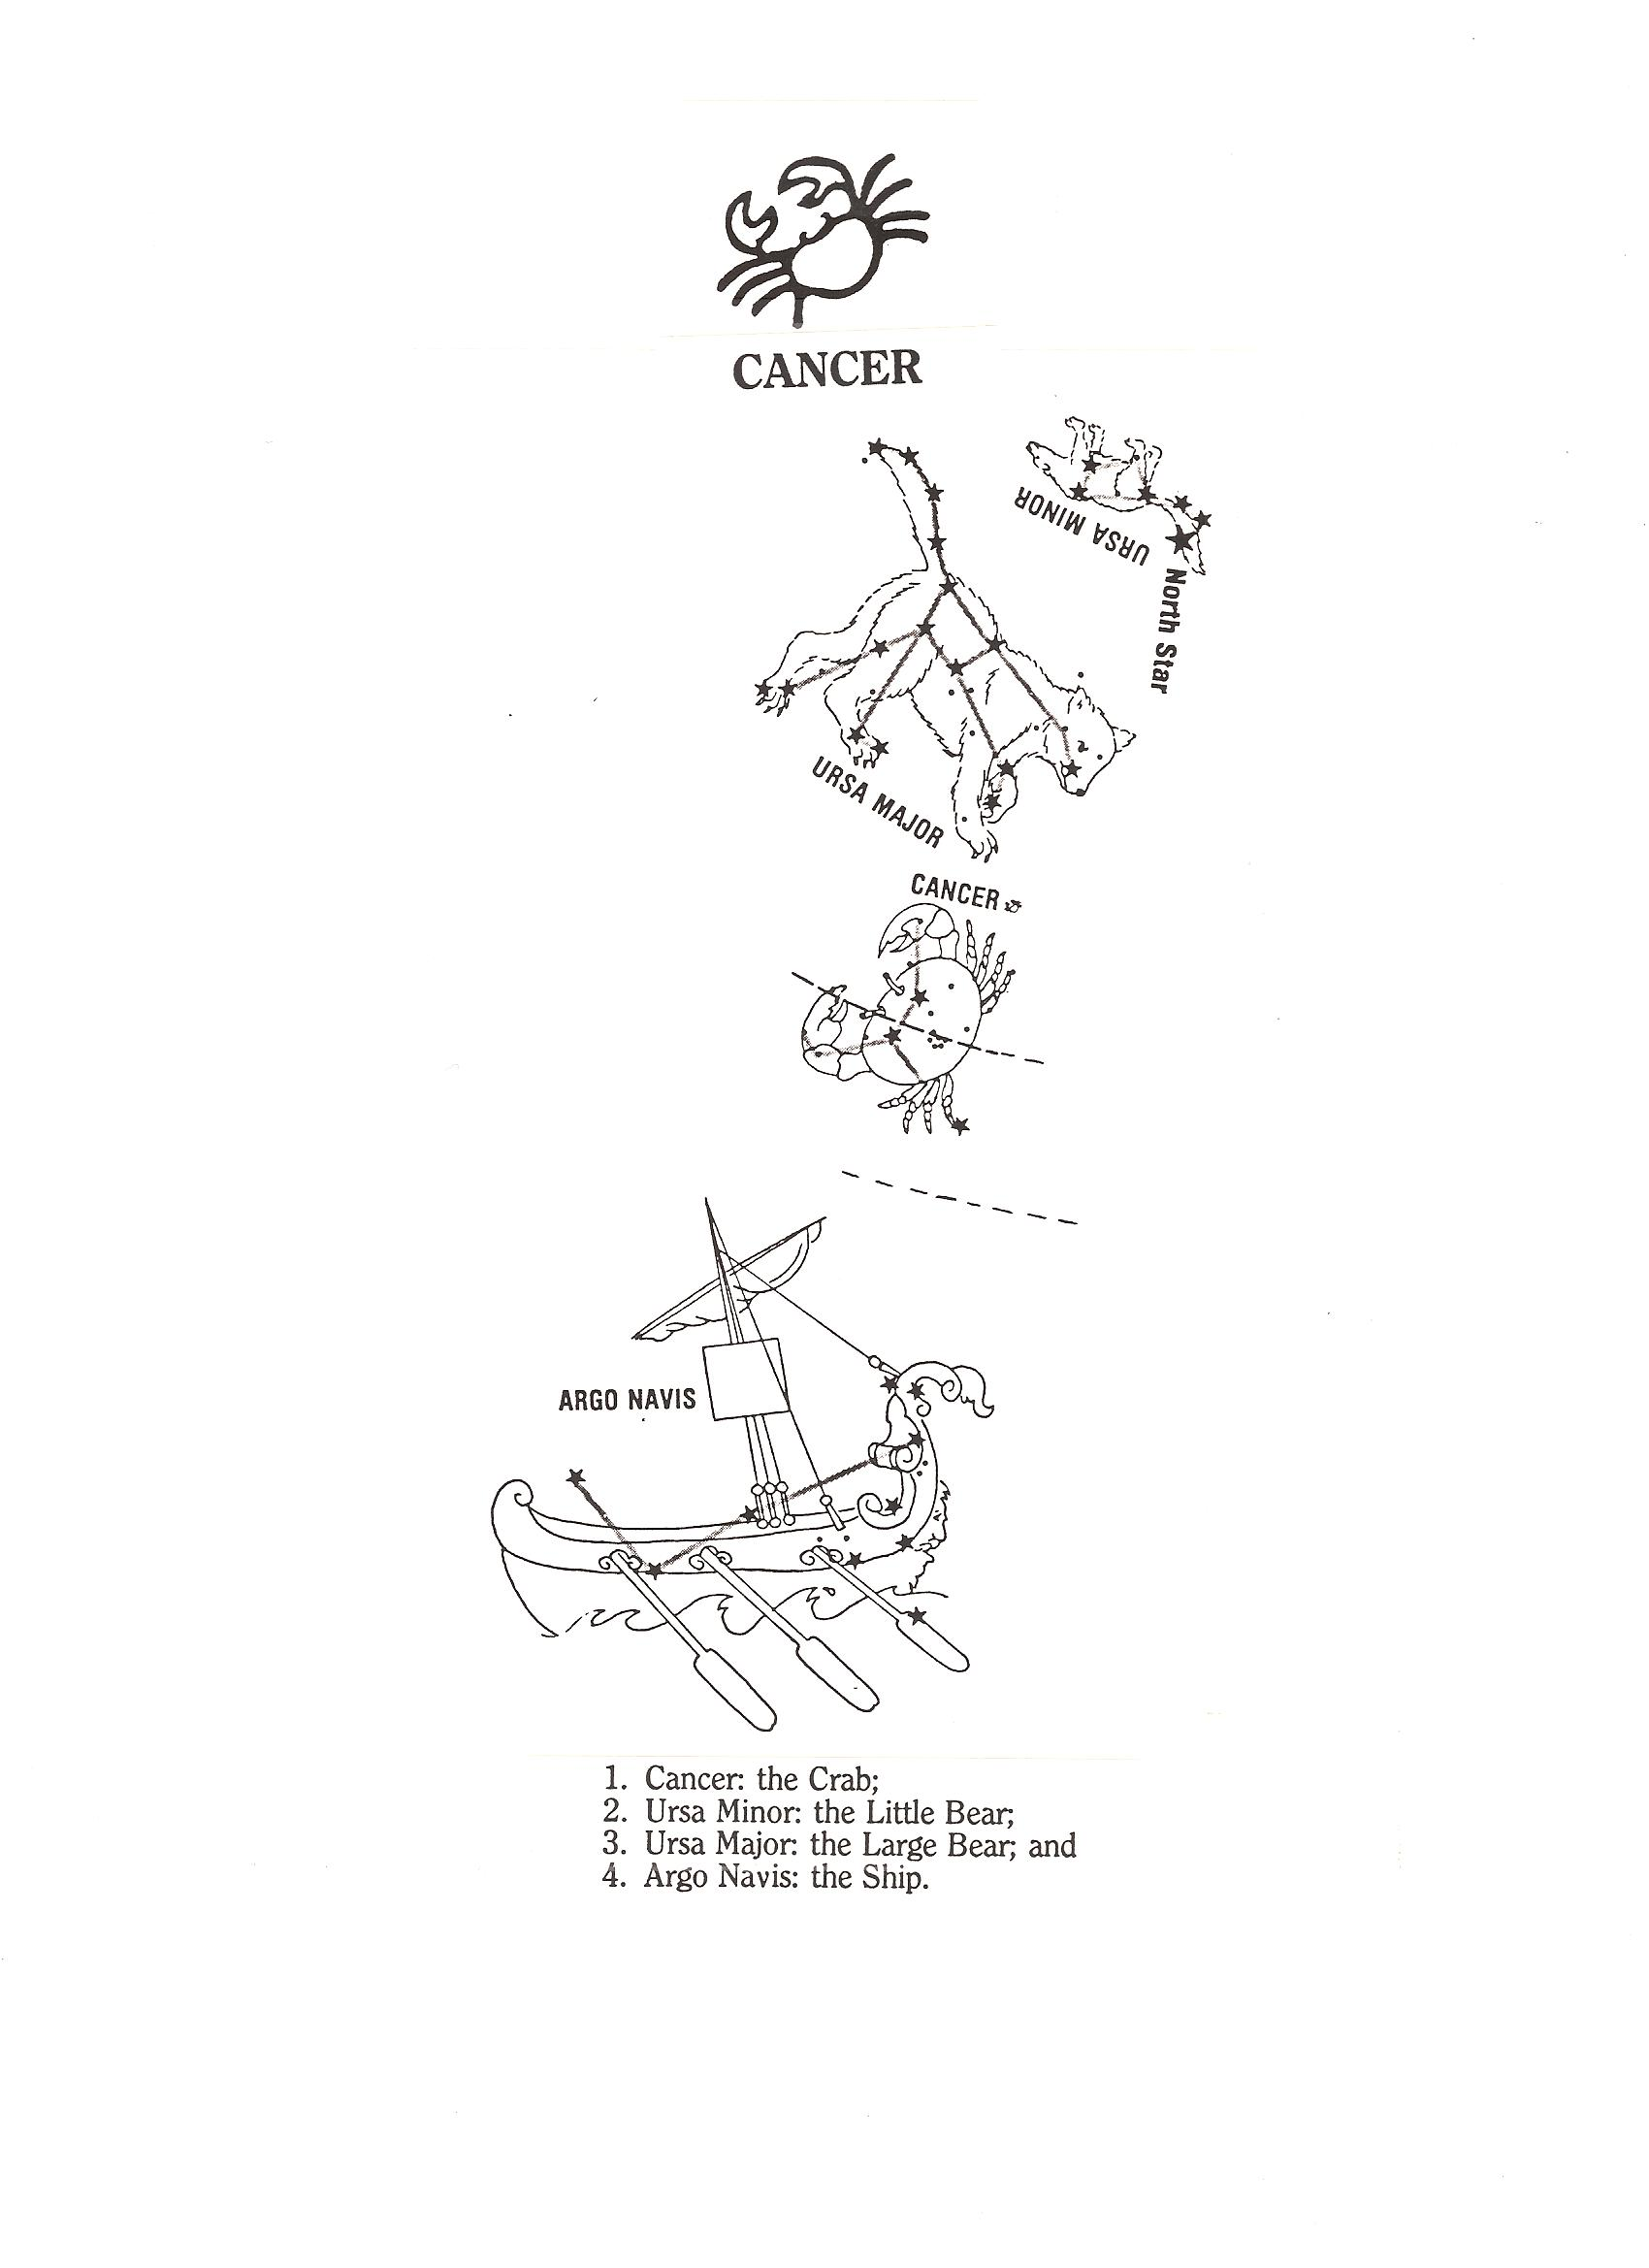 CANCER
URSA MINOR
North Star
URSA MAJOR
CANCER
ARGO NAVIS
1. Cancer: the Crab;
2. Ursa Minor: the Little Bear;
3. Ursa Major: the Large Bear; and
4. Argo Navis: the Ship.